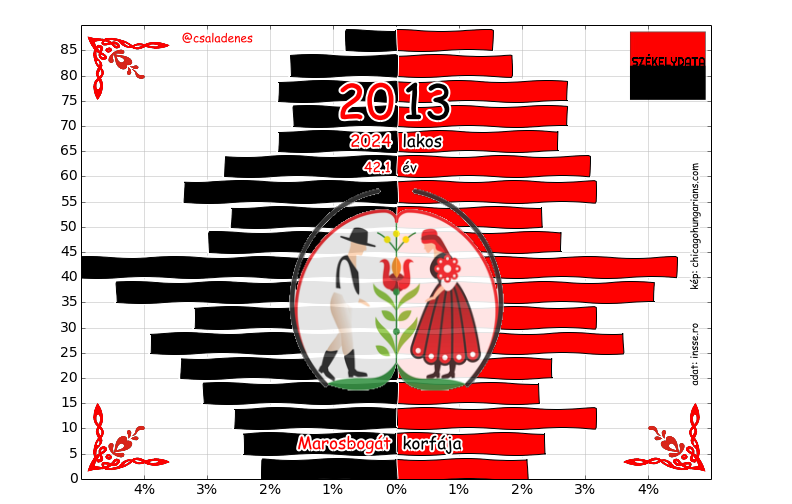 @csaladenes
SZÉKELYDATA
2013
2024 lakos
42.1 év
kép: chicagohungarians.com
adat: insse.ro
Marosbogát korfája
85
80
75
70
65
60
55
50
45
40
35
30
25
20
15
10
5
0
4% 3% 2% 1% 0% 1% 2% 3% 4%